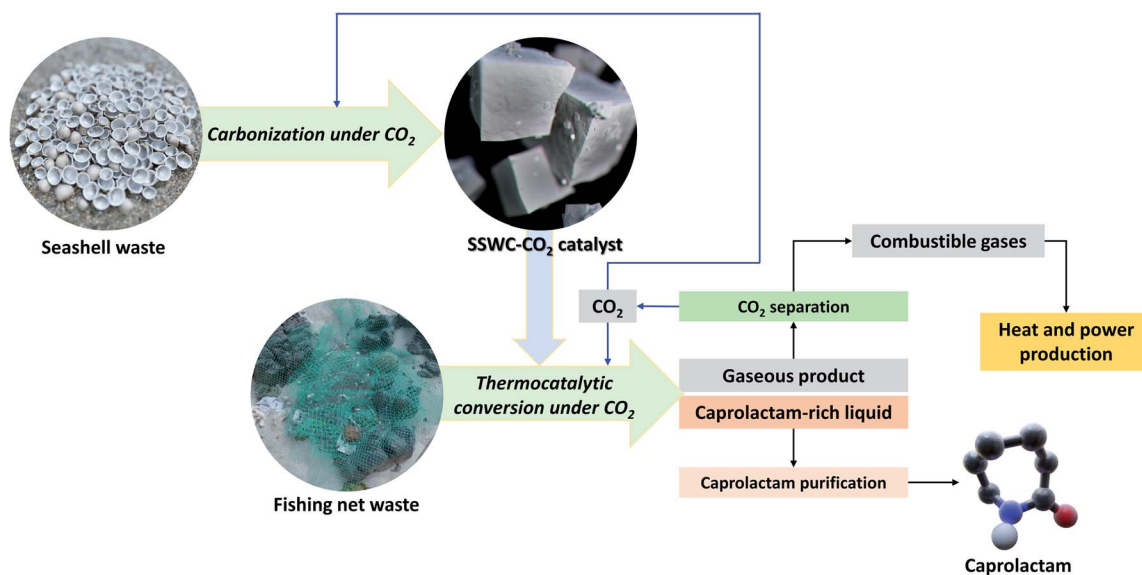 Carbonization under CO₂
Seashell waste
SSWC-CO₂ catalyst
Combustible gases
CO₂
CO₂ separation
Heat and power
production
Thermocatalytic
conversion under CO₂
Gaseous product
Caprolactam-rich liquid
Caprolactam purification
Fishing net waste
Caprolactam